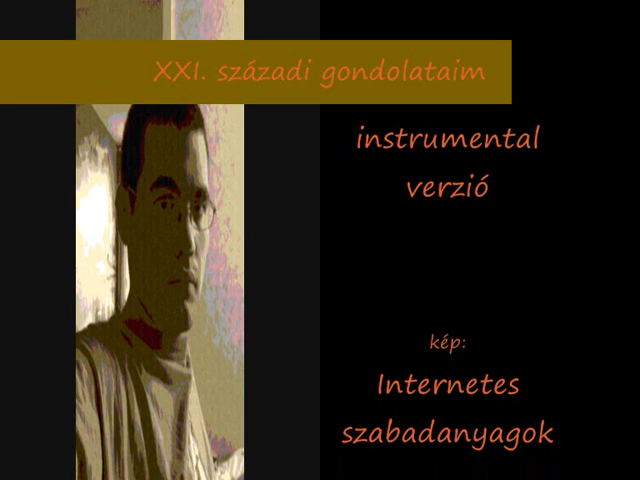 XXI. századi gondolataim
instrumental
verzió
kép:
Internetes
szabadanyagok